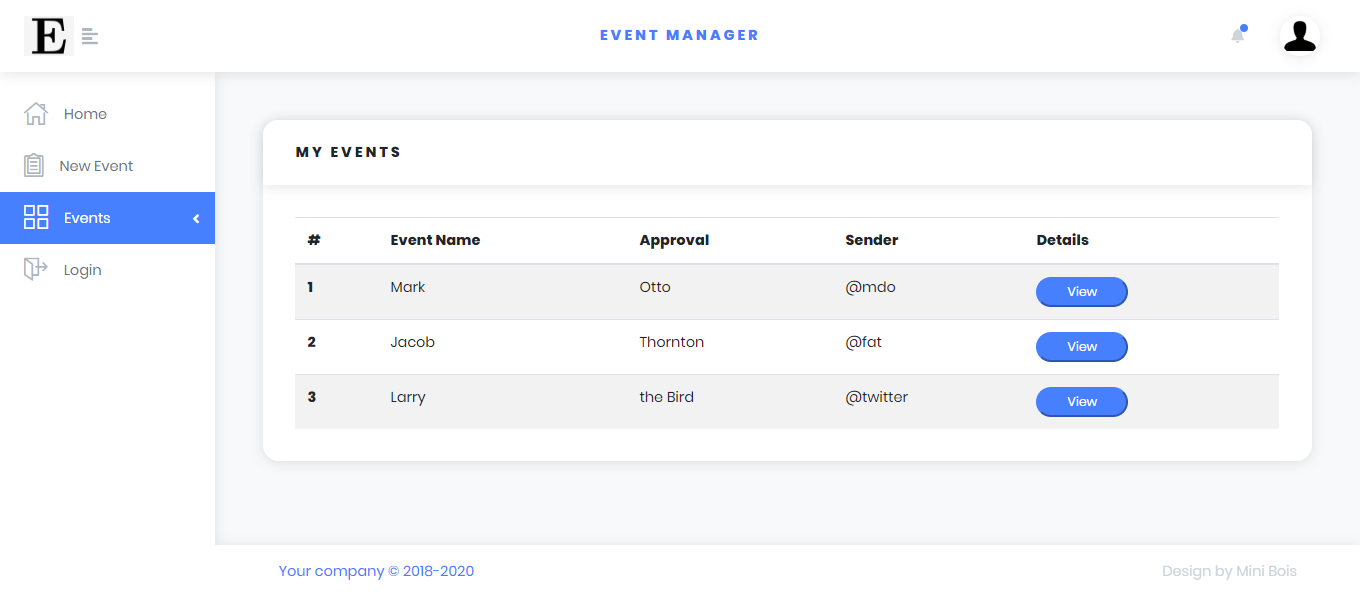 E
EVENT MANAGER
Home
New Event
Events
Login
MY EVENTS
# Event Name Approval Sender Details
1 Mark Otto @mdo View
2 Jacob Thornton @fat View
3 Larry the Bird @twitter View
Your company © 2018-2020 Design by Mini Bois